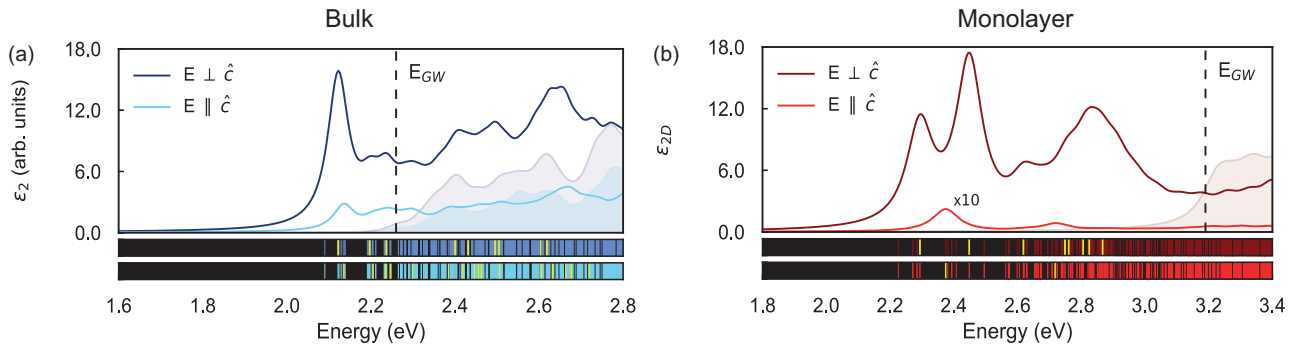 Bulk
Monolayer
(a)
18.0
12.0
6.0
0.0
ε₂ (arb. units)
E ⊥ ĉ
E ∥ ĉ
E_GW
1.6 1.8 2.0 2.2 2.4 2.6 2.8
Energy (eV)
(b)
18.0
12.0
6.0
0.0
ε₂D
E ⊥ ĉ
E ∥ ĉ
E_GW
x10
1.8 2.0 2.2 2.4 2.6 2.8 3.0 3.2 3.4
Energy (eV)